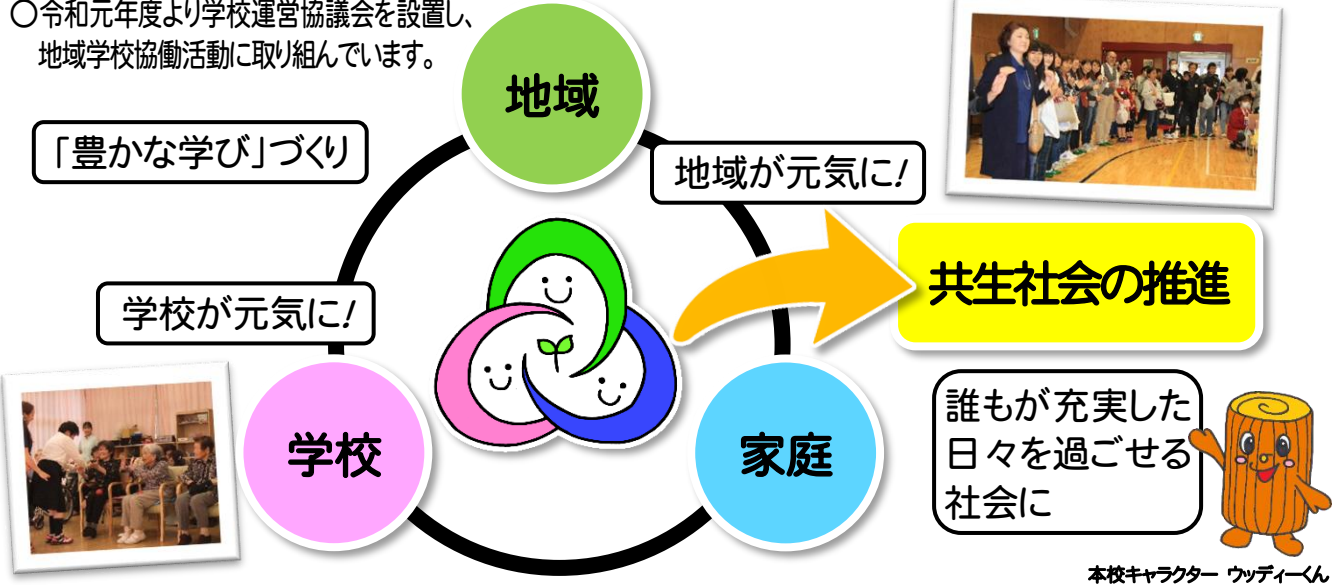 ○令和元年度より学校運営協議会を設置し、
地域学校協働活動に取り組んでいます。
地域
「豊かな学び」づくり
地域が元気に!
共生社会の推進
学校が元気に!
学校
家庭
誰もが充実した
日々を過ごせる
社会に
本校キャラクター ウッディーくん